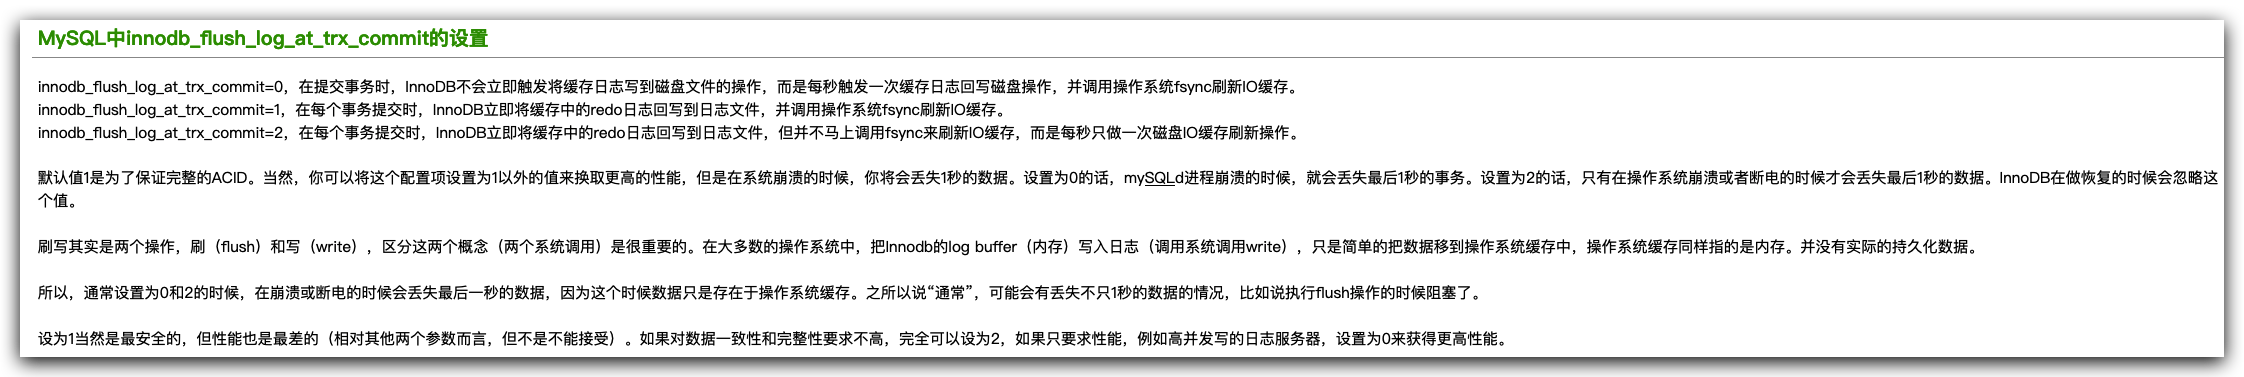 MySQL中innodb_flush_log_at_trx_commit的设置
innodb_flush_log_at_trx_commit=0，在提交事务时，InnoDB不会立即触发将缓存日志写到磁盘文件的操作，而是每秒触发一次缓存日志回写磁盘操作，并调用操作系统fsync刷新IO缓存。
innodb_flush_log_at_trx_commit=1，在每个事务提交时，InnoDB立即将缓存中的redo日志回写到日志文件，并调用操作系统fsync刷新IO缓存。
innodb_flush_log_at_trx_commit=2，在每个事务提交时，InnoDB立即将缓存中的redo日志回写到日志文件，但并不马上调用fsync来刷新IO缓存，而是每秒只做一次磁盘IO缓存刷新操作。
默认值1是为了保证完整的ACID。当然，你可以将这个配置项设置为1以外的值来换取更高的性能，但是在系统崩溃的时候，你将会丢失1秒的数据。设置为0的话，mySQLd进程崩溃的时候，就会丢失最后1秒的事务。设置为2的话，只有在操作系统崩溃或者断电的时候才会丢失最后1秒的数据。InnoDB在做恢复的时候会忽略这
个值。
刷写其实是两个操作，刷（flush）和写（write），区分这两个概念（两个系统调用）是很重要的。在大多数的操作系统中，把Innodb的log buffer（内存）写入日志（调用系统调用write），只是简单的把数据移到操作系统缓存中，操作系统缓存同样指的是内存。并没有实际的持久化数据。
所以，通常设置为0和2的时候，在崩溃或断电的时候会丢失最后一秒的数据，因为这个时候数据只是存在于操作系统缓存。之所以说“通常”，可能会有丢失不只1秒的数据的情况，比如说执行flush操作的时候阻塞了。
设为1当然是最安全的，但性能也是最差的（相对其他两个参数而言，但不是不能接受）。如果对数据一致性和完整性要求不高，完全可以设为2，如果只要求性能，例如高并发写的日志服务器，设置为0来获得更高性能。